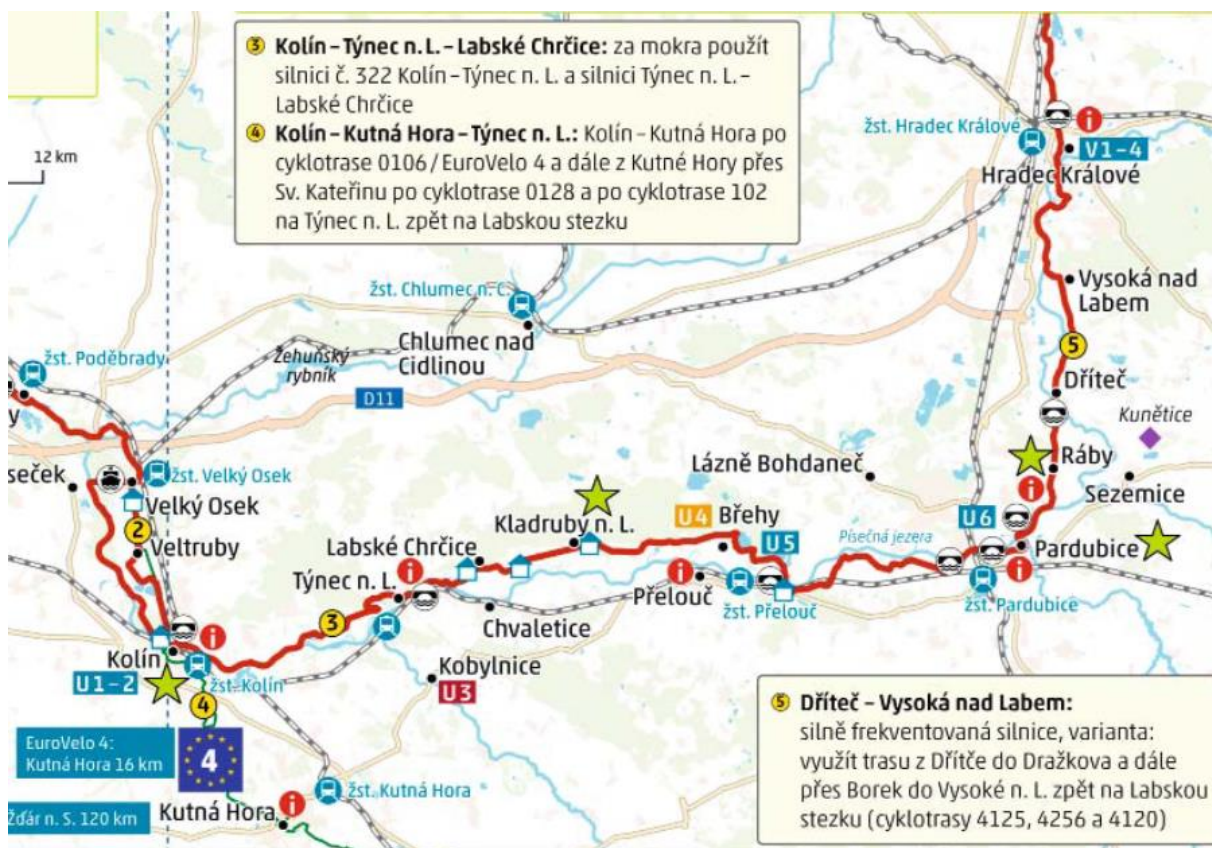 3 Kolín – Týnec n. L. – Labské Chrčice: za mokra použít
silnici č. 322 Kolín – Týnec n. L. a silnici Týnec n. L. –
Labské Chrčice
4 Kolín – Kutná Hora – Týnec n. L.: Kolín – Kutná Hora po
cyklotrase 0106 / EuroVelo 4 a dále z Kutné Hory přes
Sv. Kateřinu po cyklotrase 0128 a po cyklotrase 102
na Týnec n. L. zpět na Labskou stezku
12 km
žst. Hradec Králové
i
V1–4
Hradec Králové
Vysoká nad
Labem
žst. Chlumec n. C.
Chlumec nad
Cidlinou
žst. Poděbrady
Žehuňský
rybník
y
D11
5
Dříteč
Kunětice
seček
žst. Velký Osek
Velký Osek
2
Veltruby
Lázně Bohdaneč
Ráby
i
Sezemice
Kladruby n. L.
U4
Břehy
U5
U6
Písečná jezera
Pardubice
i
Labské Chrčice
i
Týnec n. L.
i
Přelouč
žst. Přelouč
žst. Pardubice
3
Chvaletice
i
Kolín
U1–2
žst. Kolín
4
Kobylnice
U3
EuroVelo 4:
Kutná Hora 16 km
4
žst. Kutná Hora
i
Kutná Hora
Žďár n. S. 120 km
5 Dříteč – Vysoká nad Labem:
silně frekventovaná silnice, varianta:
využít trasu z Dřítče do Dražkova a dále
přes Borek do Vysoké n. L. zpět na Labskou
stezku (cyklotrasy 4125, 4256 a 4120)